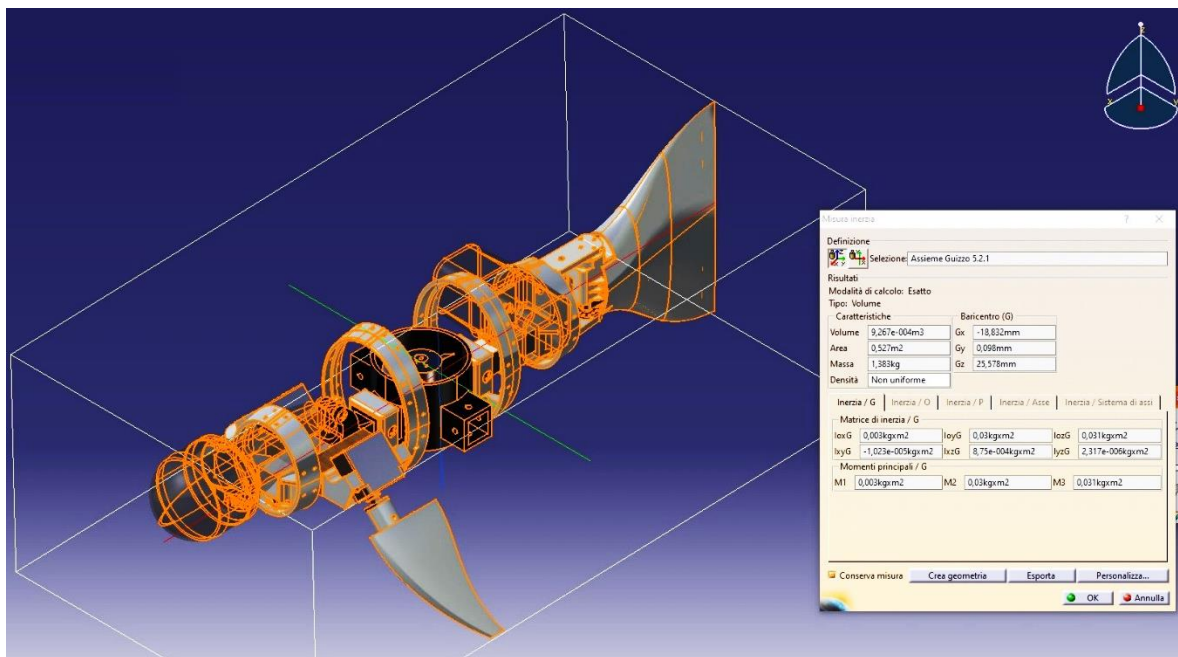 Misura inerzia ? X
Definizione
Selezione: Assieme Guizzo 5.2.1
Risultati
Modalità di calcolo: Esatto
Tipo: Volume
Caratteristiche Baricentro (G)
Volume 9,267e-004m3 Gx -18,832mm
Area 0,527m2 Gy 0,098mm
Massa 1,383kg Gz 25,578mm
Densità Non uniforme
Inerzia / G Inerzia / O Inerzia / P Inerzia / Asse Inerzia / Sistema di assi
Matrice di inerzia / G
IoxG 0,003kgxm2 IoyG 0,03kgxm2 IozG 0,031kgxm2
IxyG -1,023e-005kgxm2 IxzG 8,75e-004kgxm2 IyzG 2,317e-006kgxm2
Momenti principali / G
M1 0,003kgxm2 M2 0,03kgxm2 M3 0,031kgxm2
Conserva misura Crea geometria Esporta Personalizza...
OK Annulla